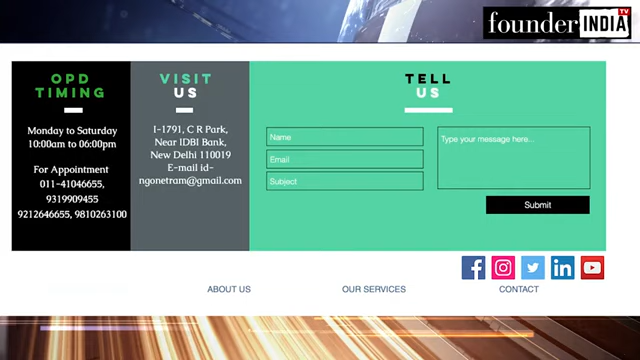 founder INDIA TV
OPD
TIMING
Monday to Saturday
10:00am to 06:00pm
For Appointment
011-41046655,
9319909455
9212646655, 9810263100
VISIT
US
I-1791, C R Park,
Near IDBI Bank,
New Delhi 110019
E-mail id-
ngonetram@gmail.com
TELL
US
Name
Email
Subject
Type your message here...
Submit
ABOUT US
OUR SERVICES
CONTACT